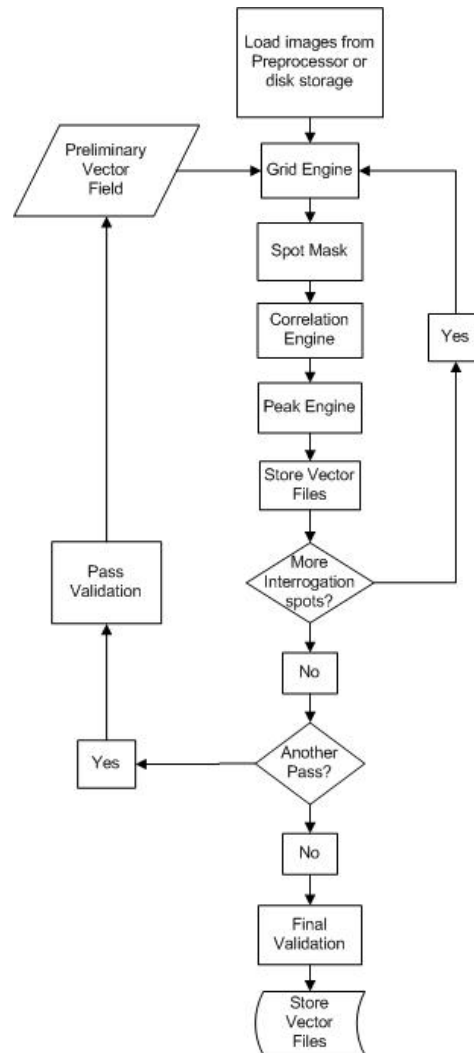 Load images from
Preprocessor or
disk storage
Preliminary
Vector
Field
Grid Engine
Spot Mask
Correlation
Engine
Yes
Peak Engine
Store Vector
Files
More
Interrogation
spots?
Pass
Validation
No
Another
Pass?
Yes
No
Final
Validation
Store
Vector
Files